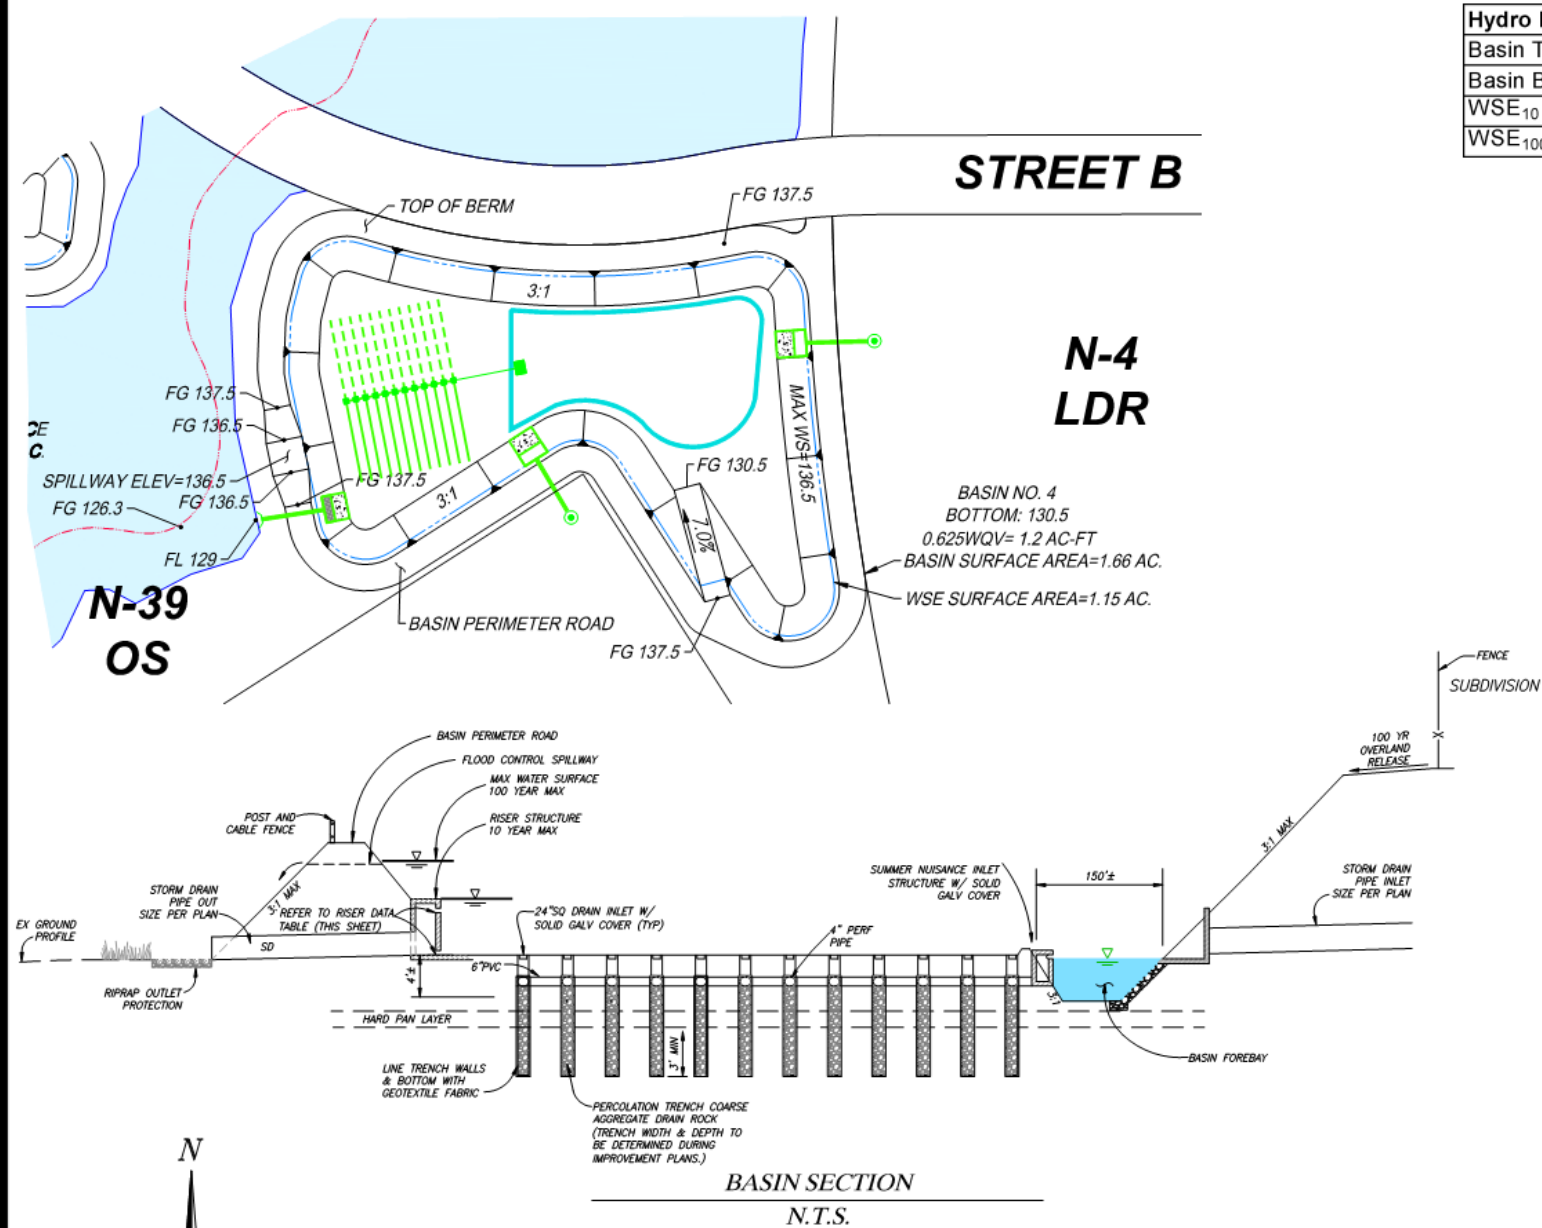 Hydro
Basin T
Basin B
WSE10
WSE100
STREET B
FG 137.5
TOP OF BERM
3:1
N-4
LDR
FG 137.5
FG 136.5
CE
C.
SPILLWAY ELEV=136.5
FG 136.5
FG 137.5
FG 126.3
FL 129
3:1
FG 130.5
7.0%
MAX WS=136.5
BASIN NO. 4
BOTTOM: 130.5
0.625WQV= 1.2 AC-FT
BASIN SURFACE AREA=1.66 AC.
WSE SURFACE AREA=1.15 AC.
N-39
OS
BASIN PERIMETER ROAD
FG 137.5
FENCE
SUBDIVISION
100 YR
OVERLAND
RELEASE
X
BASIN PERIMETER ROAD
FLOOD CONTROL SPILLWAY
MAX WATER SURFACE
100 YEAR MAX
POST AND
CABLE FENCE
RISER STRUCTURE
10 YEAR MAX
3:1 MAX
3:1 MAX
STORM DRAIN
PIPE OUT
SIZE PER PLAN
REFER TO RISER DATA
TABLE (THIS SHEET)
SD
EX GROUND
PROFILE
24"SQ DRAIN INLET W/
SOLID GALV COVER (TYP)
4" PERF
PIPE
SUMMER NUISANCE INLET
STRUCTURE W/ SOLID
GALV COVER
150'±
STORM DRAIN
PIPE INLET
SIZE PER PLAN
6"PVC
4'±
3:1
RIPRAP OUTLET
PROTECTION
HARD PAN LAYER
3' MIN
BASIN FOREBAY
LINE TRENCH WALLS
& BOTTOM WITH
GEOTEXTILE FABRIC
PERCOLATION TRENCH COARSE
AGGREGATE DRAIN ROCK
(TRENCH WIDTH & DEPTH TO
BE DETERMINED DURING
IMPROVEMENT PLANS.)
N
BASIN SECTION
N.T.S.